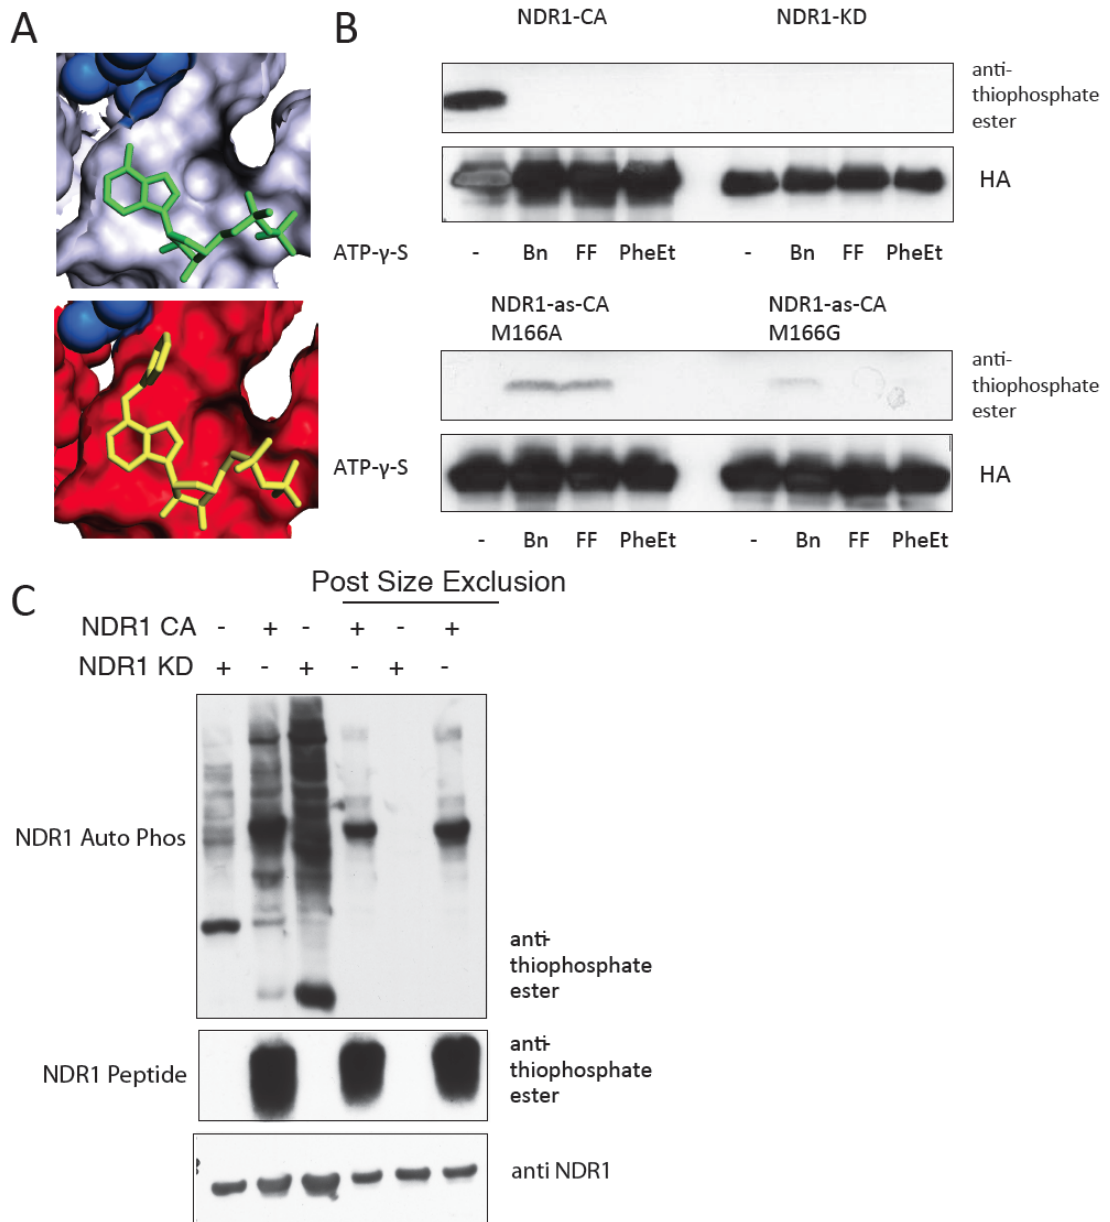 A
B
NDR1-CA
NDR1-KD
anti-
thiophosphate
ester
HA
ATP-γ-S
- Bn FF PheEt - Bn FF PheEt
NDR1-as-CA
M166A
NDR1-as-CA
M166G
anti-
thiophosphate
ester
ATP-γ-S
HA
- Bn FF PheEt - Bn FF PheEt
C
Post Size Exclusion
NDR1 CA - + - + - +
NDR1 KD + - + - + -
NDR1 Auto Phos
anti-
thiophosphate
ester
NDR1 Peptide
anti-
thiophosphate
ester
anti NDR1